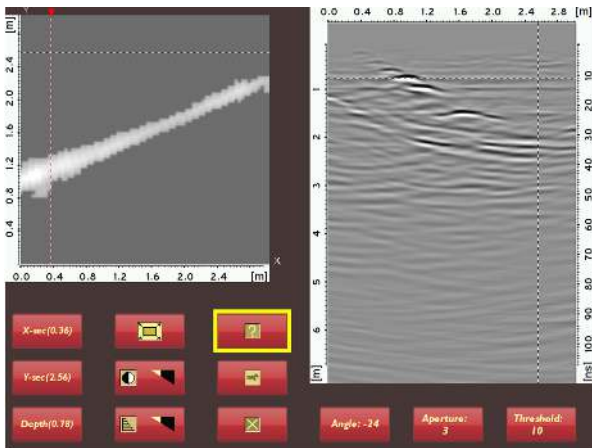 Y
[m]
2.4
2.0
1.6
1.2
0.8
0.4
0.0 0.4 0.8 1.2 1.6 2.0 2.4 [m]
X
0.0 0.4 0.8 1.2 1.6 2.0 2.4 2.8 [m]
1
2
3
4
5
6
[m]
10
20
30
40
50
60
70
80
90
100
[ns]
X-sec(0.36)
?
Y-sec(2.56)
Depth(0.78)
Angle: -24
Aperture:
3
Threshold:
10